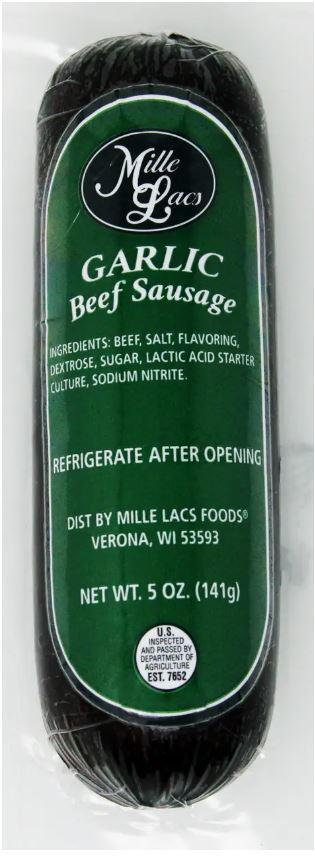 Mille
Lacs
GARLIC
Beef Sausage
INGREDIENTS: BEEF, SALT, FLAVORING,
DEXTROSE, SUGAR, LACTIC ACID STARTER
CULTURE, SODIUM NITRITE.
REFRIGERATE AFTER OPENING
DIST BY MILLE LACS FOODS®
VERONA, WI 53593
NET WT. 5 OZ. (141g)
U.S.
INSPECTED
AND PASSED BY
DEPARTMENT OF
AGRICULTURE
EST. 7652